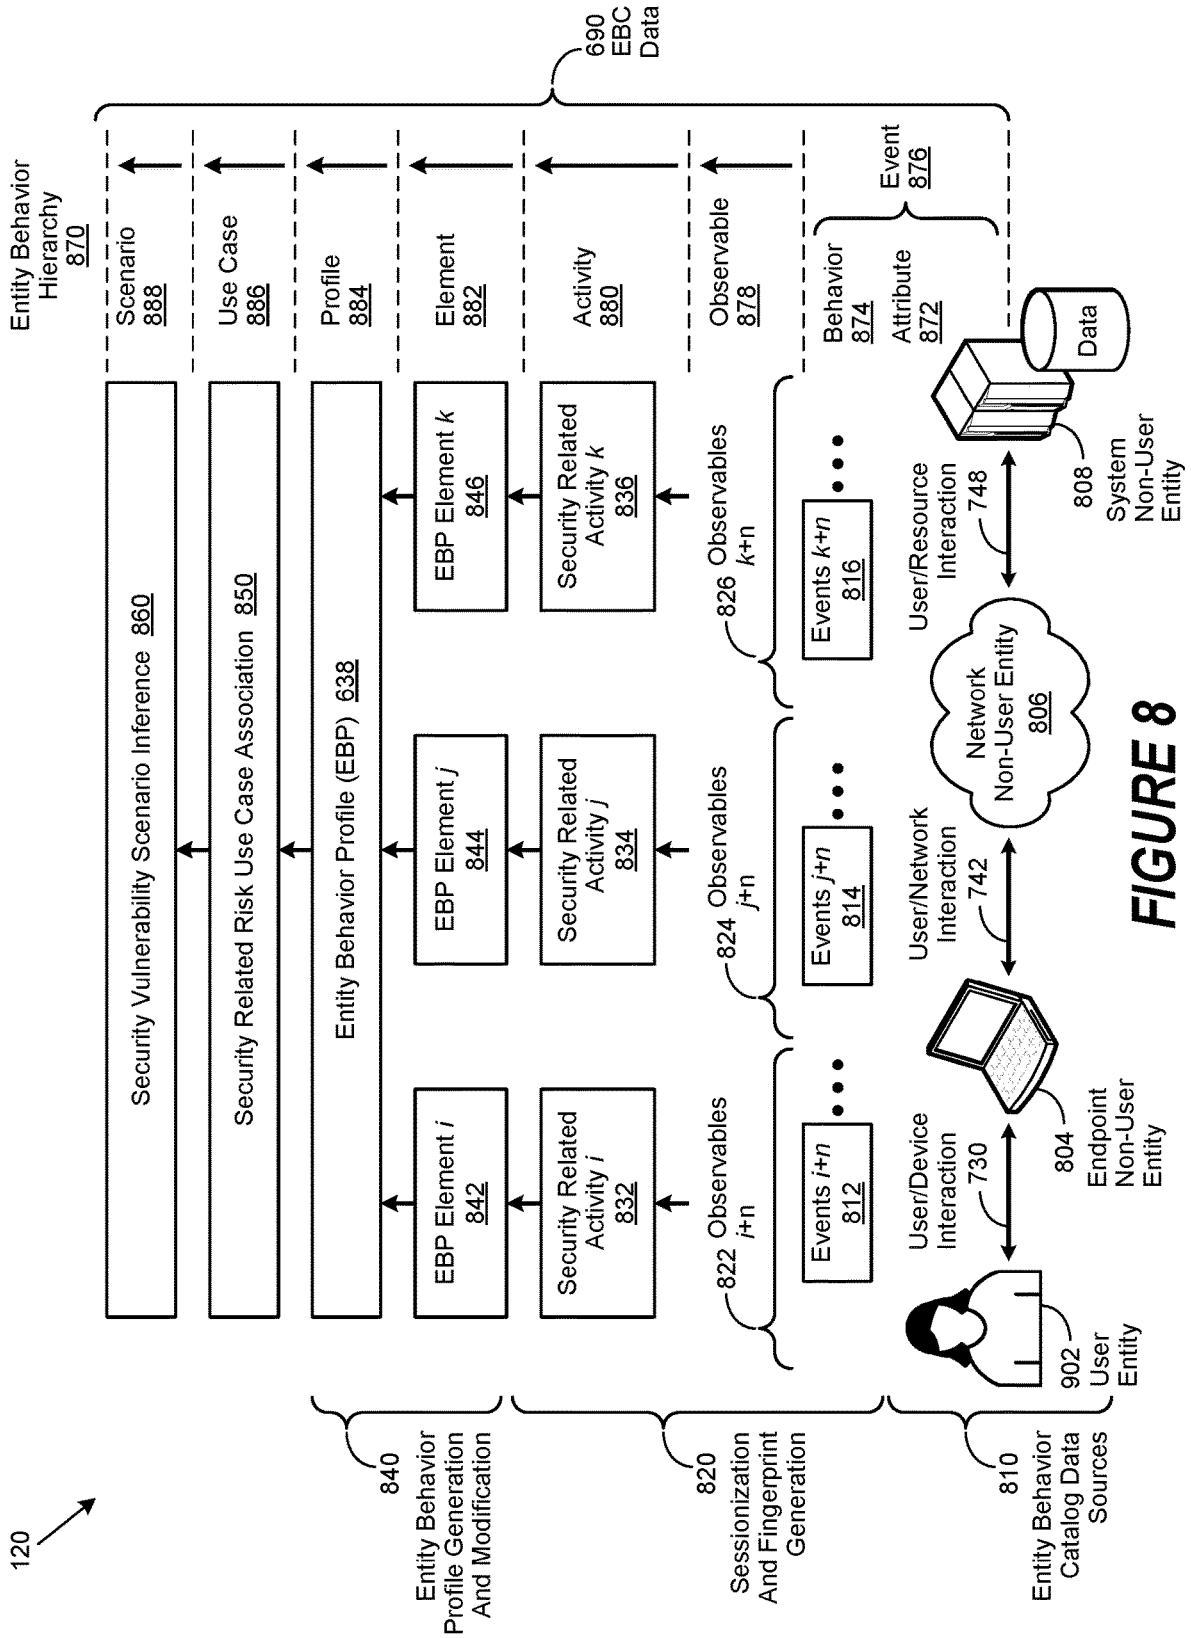 120
Entity Behavior
Hierarchy
870
Security Vulnerability Scenario Inference 860
Scenario
888
Security Related Risk Use Case Association 850
Use Case
886
Entity Behavior Profile (EBP) 638
Profile
884
840
Entity Behavior
Profile Generation
And Modification
EBP Element i
842
EBP Element j
844
EBP Element k
846
Element
882
Security Related
Activity i
832
Security Related
Activity j
834
Security Related
Activity k
836
Activity
880
690
EBC
Data
820
Sessionization
And Fingerprint
Generation
822
Observables
i+n
824
Observables
j+n
826
Observables
k+n
Observable
878
Events i+n
812
Events j+n
814
Events k+n
816
Behavior
874
Attribute
872
Event
876
810
Entity Behavior
Catalog Data
Sources
User/Device
Interaction
730
User/Network
Interaction
742
User/Resource
Interaction
748
Network
Non-User Entity
806
Data
902
User
Entity
804
Endpoint
Non-User
Entity
808
System
Non-User
Entity
FIGURE 8